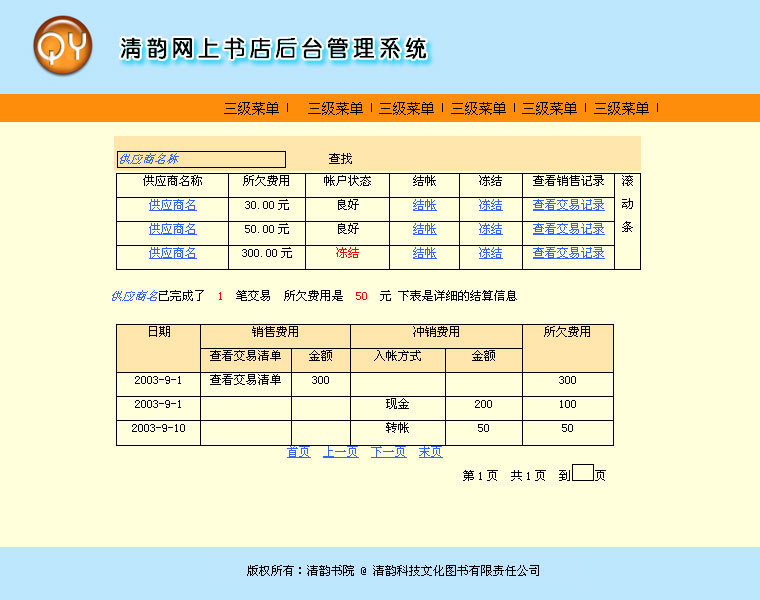 QY 清韵网上书店后台管理系统
三级菜单 | 三级菜单 | 三级菜单 | 三级菜单 | 三级菜单 | 三级菜单 |
供应商名称 查找
供应商名称 所欠费用 帐户状态 结帐 冻结 查看销售记录 滚
供应商名 30.00元 良好 结帐 冻结 查看交易记录 动
供应商名 50.00元 良好 结帐 冻结 查看交易记录 条
供应商名 300.00元 冻结 结帐 冻结 查看交易记录
供应商名已完成了 1 笔交易 所欠费用是 50 元 下表是详细的结算信息
日期 销售费用 冲销费用 所欠费用
查看交易清单 金额 入帐方式 金额
2003-9-1 查看交易清单 300 300
2003-9-1 现金 200 100
2003-9-10 转帐 50 50
首页 上一页 下一页 末页
第1页 共1页 到 页
版权所有：清韵书院 @ 清韵科技文化图书有限责任公司